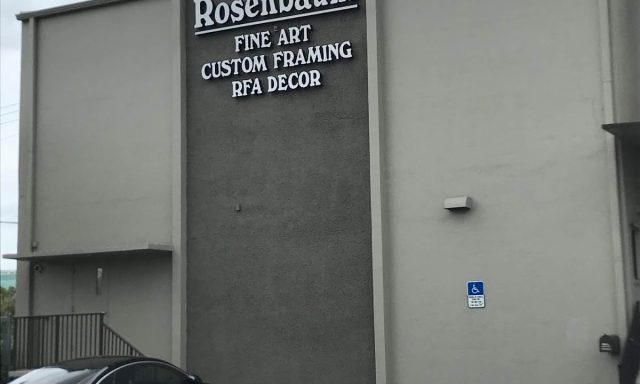 Rosenbaum
FINE ART
CUSTOM FRAMING
RFA DECOR